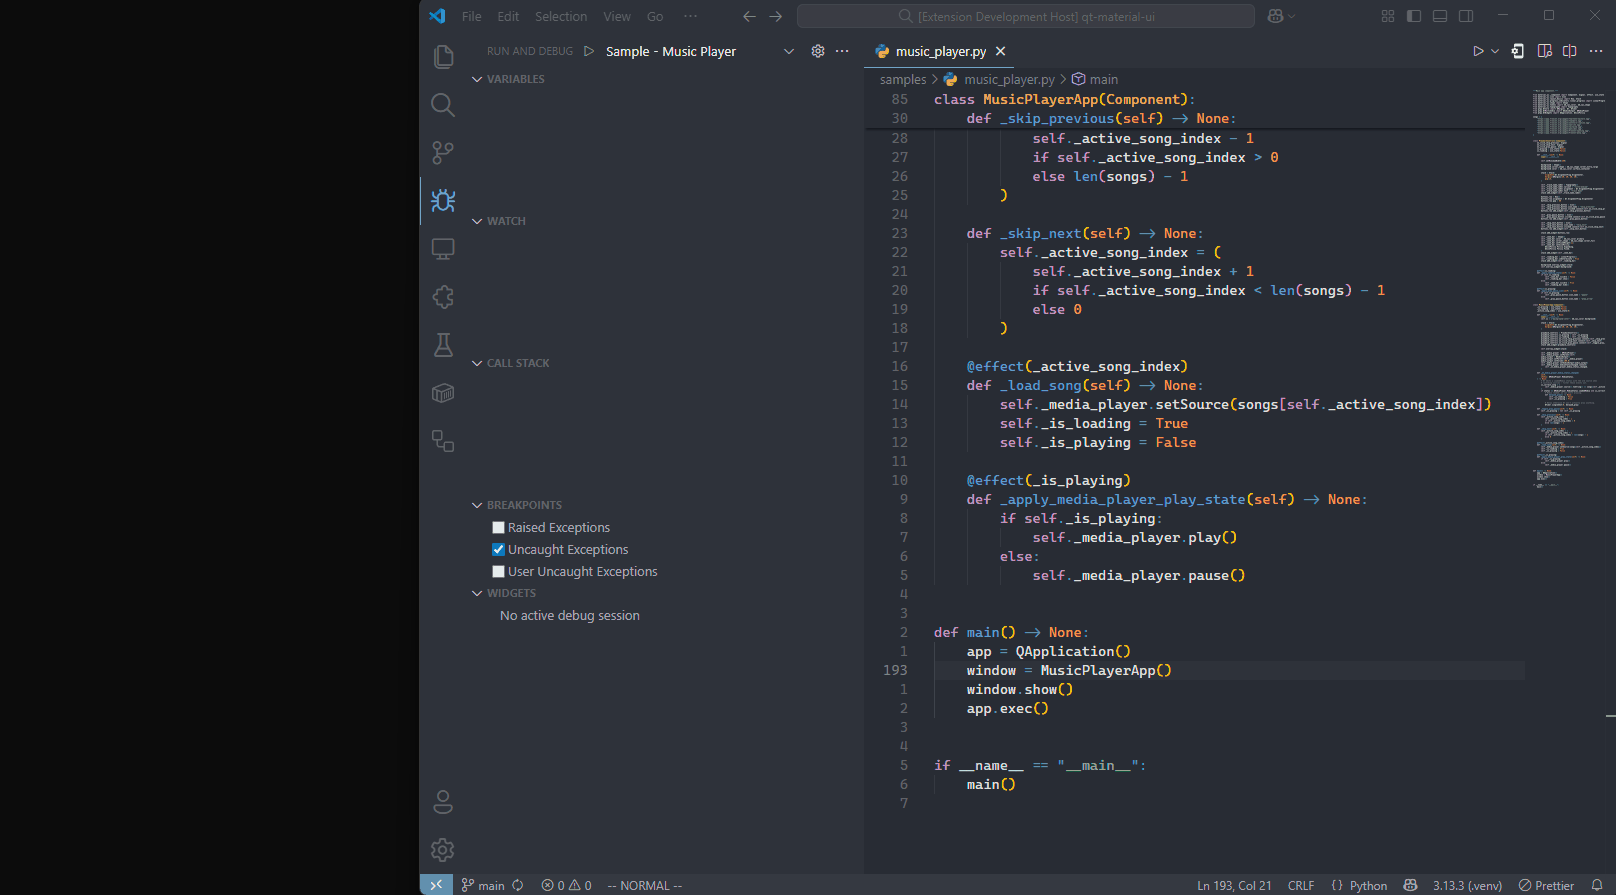 File Edit Selection View Go ··· [Extension Development Host] qt-material-ui
RUN AND DEBUG Sample - Music Player
VARIABLES
WATCH
CALL STACK
BREAKPOINTS
Raised Exceptions
Uncaught Exceptions
User Uncaught Exceptions
WIDGETS
No active debug session
music_player.py
samples > music_player.py > main
85 class MusicPlayerApp(Component):
30 def _skip_previous(self) -> None:
28 self._active_song_index - 1
27 if self._active_song_index > 0
26 else len(songs) - 1
25 )
24
23 def _skip_next(self) -> None:
22 self._active_song_index = (
21 self._active_song_index + 1
20 if self._active_song_index < len(songs) - 1
19 else 0
18 )
17
16 @effect(_active_song_index)
15 def _load_song(self) -> None:
14 self._media_player.setSource(songs[self._active_song_index])
13 self._is_loading = True
12 self._is_playing = False
11
10 @effect(_is_playing)
9 def _apply_media_player_play_state(self) -> None:
8 if self._is_playing:
7 self._media_player.play()
6 else:
5 self._media_player.pause()
4
3
2 def main() -> None:
1 app = QApplication()
193 window = MusicPlayerApp()
1 window.show()
2 app.exec()
3
4
5 if __name__ == "__main__":
6 main()
7
main 0 0 -- NORMAL -- Ln 193, Col 21 CRLF {} Python 3.13.3 (.venv) Prettier